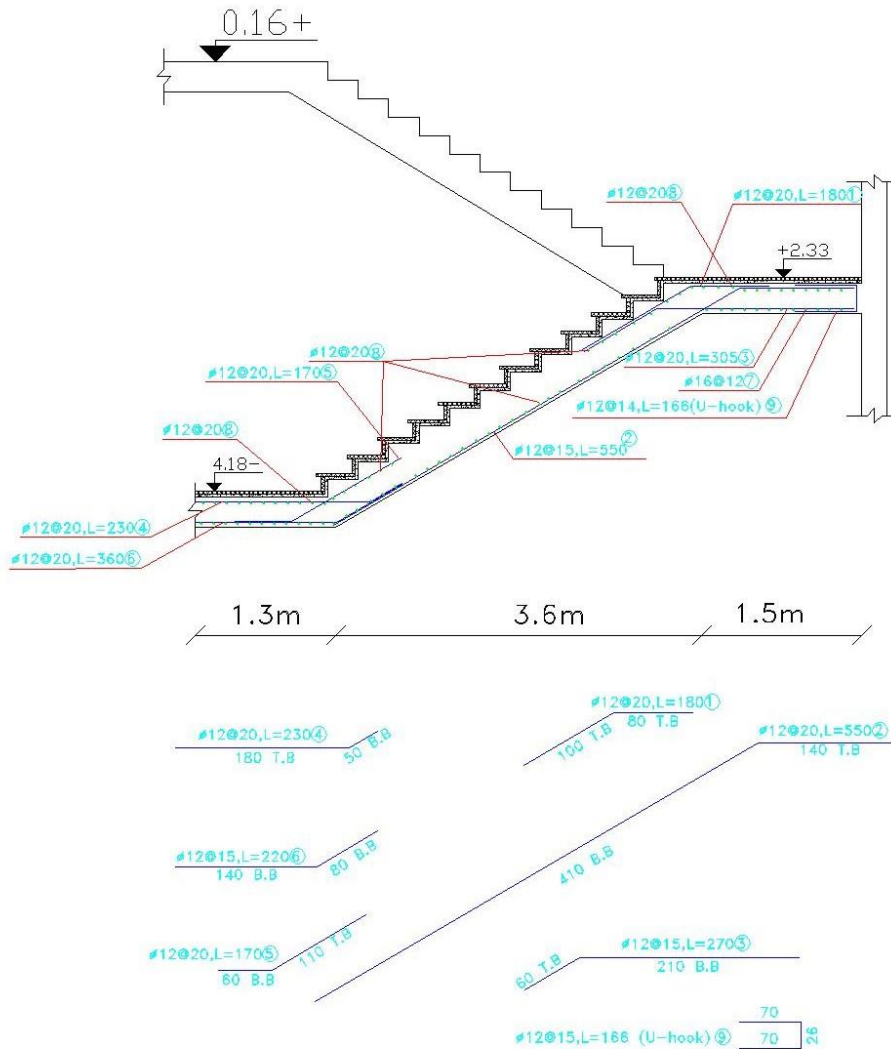 0.16+
ø12@20⑧
ø12@20,L=180①
+2.33
ø12@20⑧
ø12@20,L=170⑤
ø12@20,L=305③
ø16@12⑦
ø12@14,L=166(U-hook)⑨
ø12@20⑧
ø12@15,L=550②
4.18-
ø12@20,L=230④
ø12@20,L=360⑥
1.3m 3.6m 1.5m
ø12@20,L=180①
80 T.B
100 T.B
ø12@20,L=230④
180 T.B
50 B.B
ø12@20,L=550②
140 T.B
410 B.B
ø12@15,L=220⑥
140 B.B
80 B.B
ø12@20,L=170⑤
60 B.B
110 T.B
ø12@15,L=270③
210 B.B
60 T.B
70
ø12@15,L=166 (U-hook)⑨ 70 26